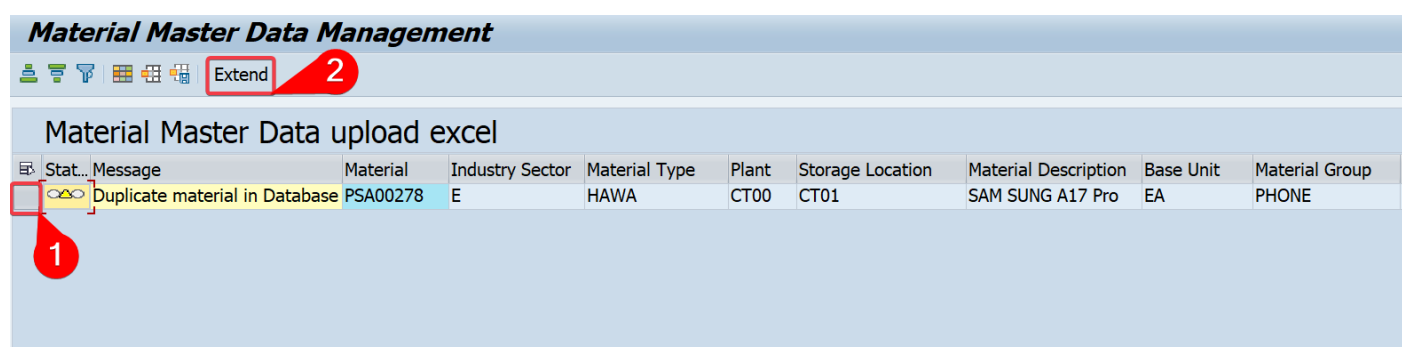 Material Master Data Management
Extend
2
Material Master Data upload excel
Stat... Message Material Industry Sector Material Type Plant Storage Location Material Description Base Unit Material Group
Duplicate material in Database PSA00278 E HAWA CT00 CT01 SAM SUNG A17 Pro EA PHONE
1